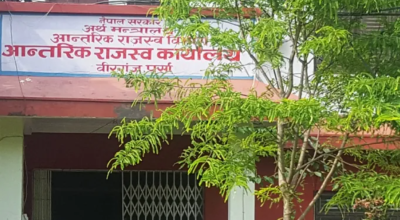 नेपाल सरकार
अर्थ मन्त्रालय
आन्तरिक राजस्व विभाग
आन्तरिक राजस्व कार्यालय
वीरगंज पर्सा